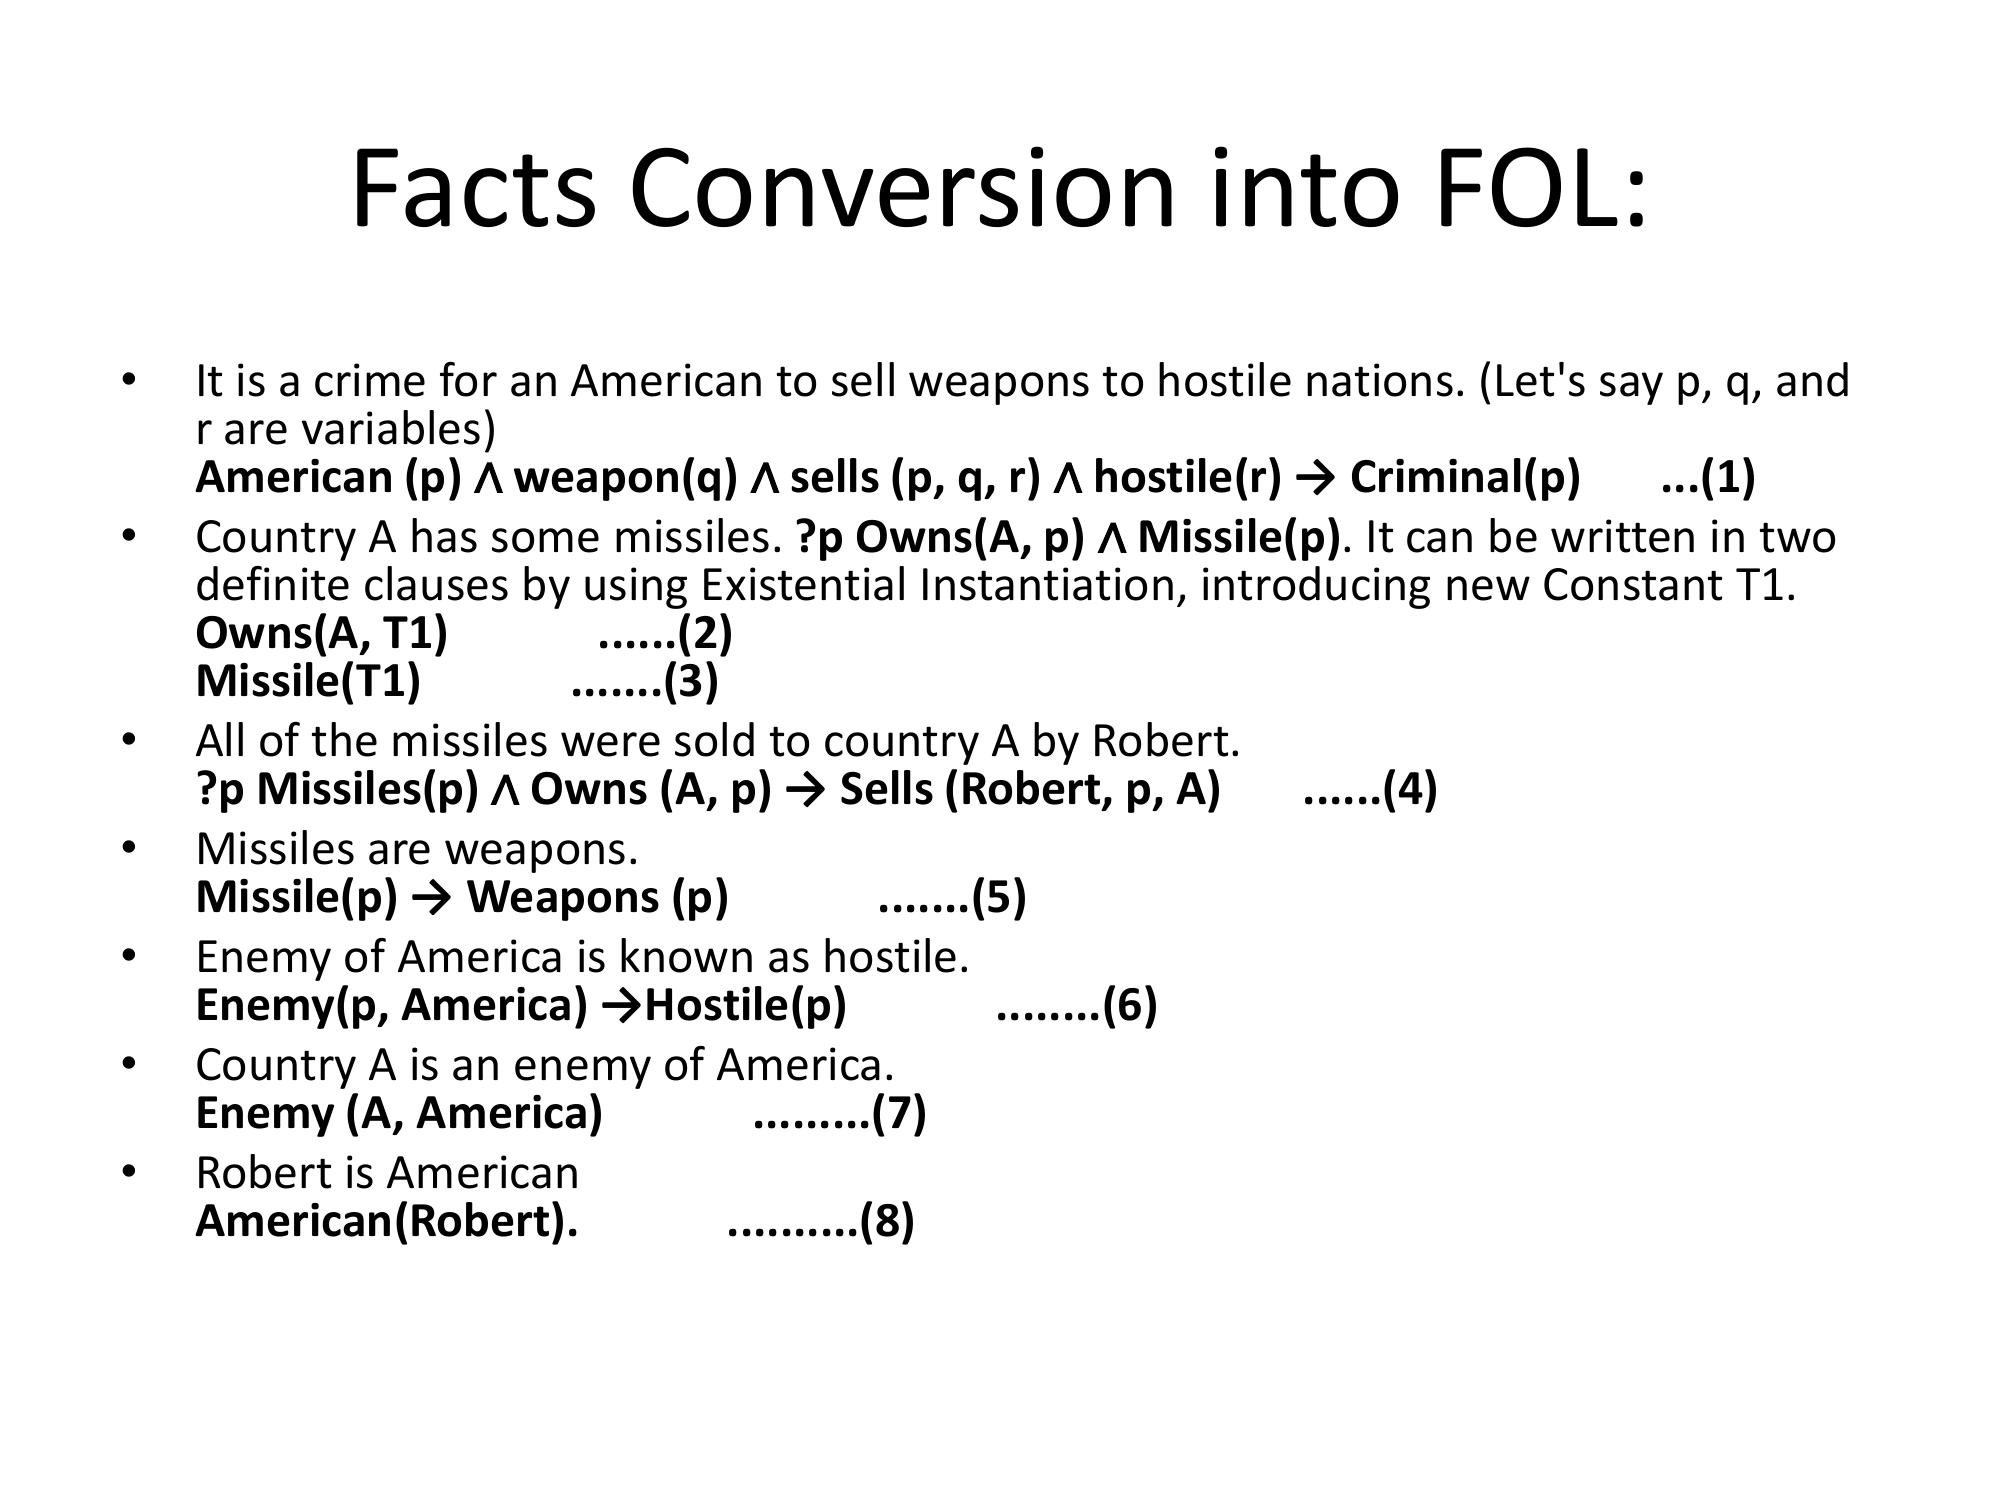 Facts Conversion into FOL:
• It is a crime for an American to sell weapons to hostile nations. (Let's say p, q, and
r are variables)
American (p) ∧ weapon(q) ∧ sells (p, q, r) ∧ hostile(r) → Criminal(p) ...(1)
• Country A has some missiles. ?p Owns(A, p) ∧ Missile(p). It can be written in two
definite clauses by using Existential Instantiation, introducing new Constant T1.
Owns(A, T1) ......(2)
Missile(T1) .......(3)
• All of the missiles were sold to country A by Robert.
?p Missiles(p) ∧ Owns (A, p) → Sells (Robert, p, A) ......(4)
• Missiles are weapons.
Missile(p) → Weapons (p) .......(5)
• Enemy of America is known as hostile.
Enemy(p, America) →Hostile(p) ........(6)
• Country A is an enemy of America.
Enemy (A, America) .........(7)
• Robert is American
American(Robert). ..........(8)